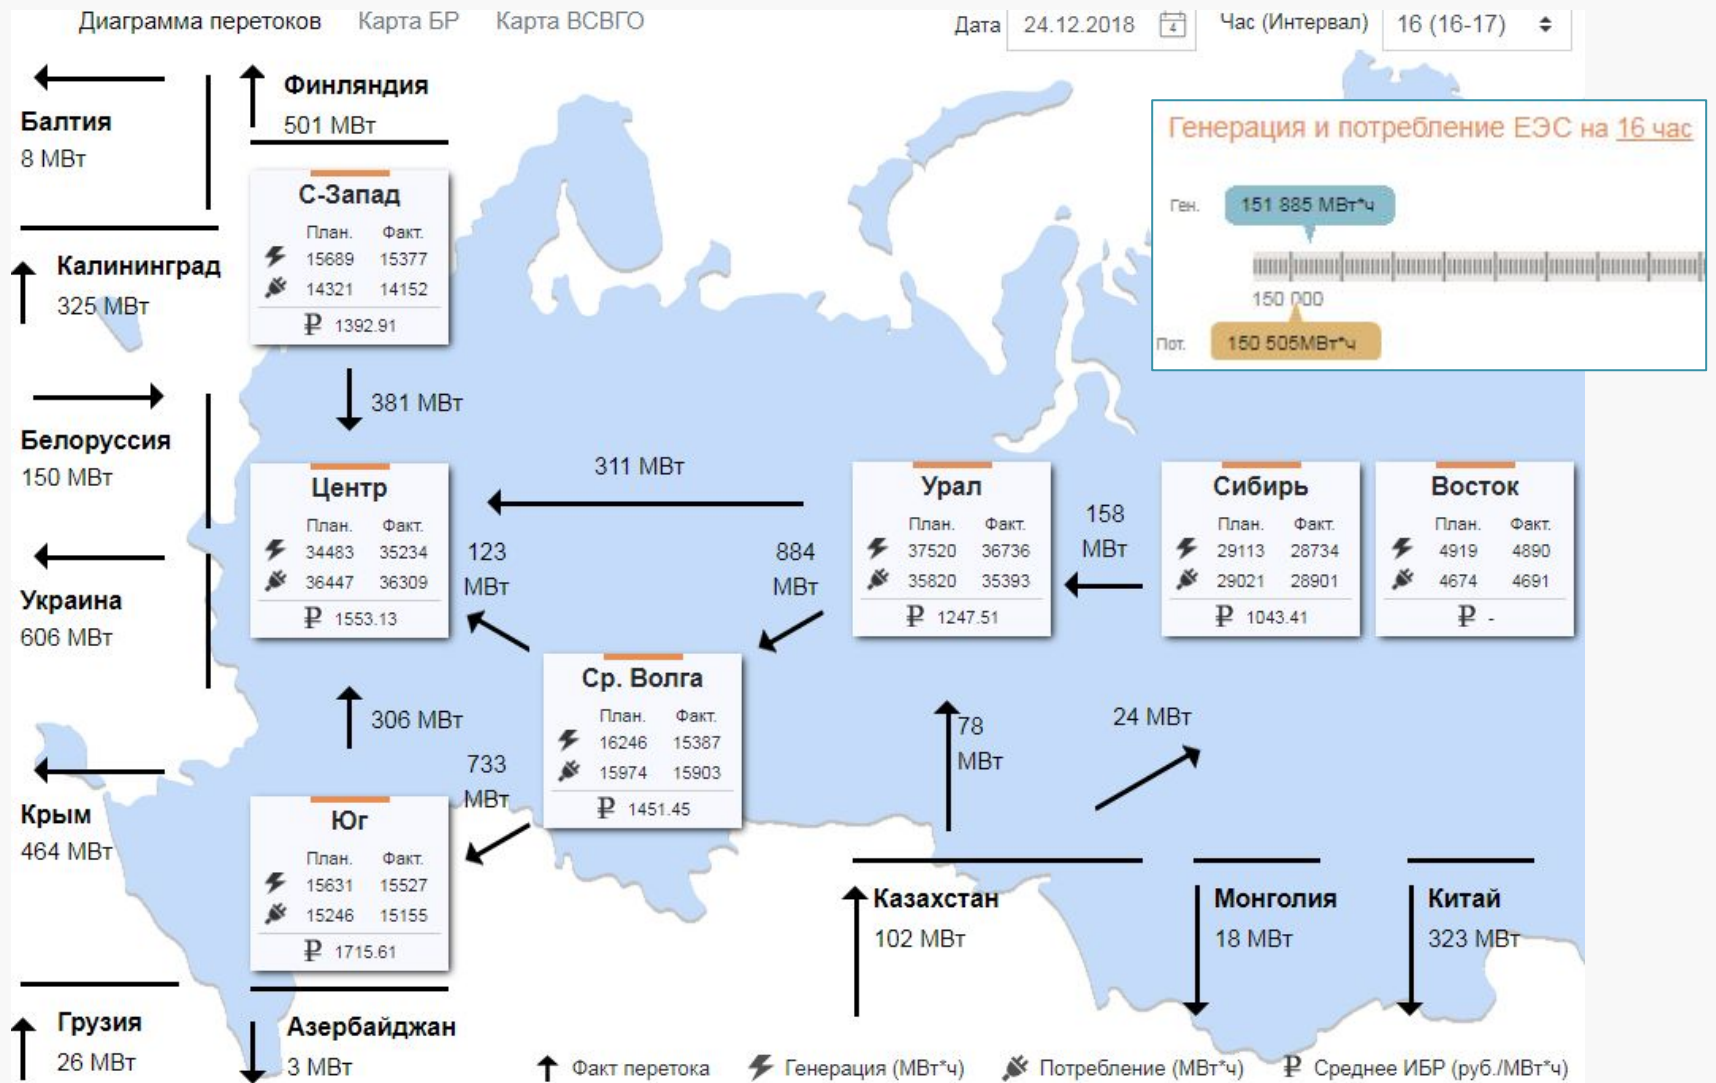 Диаграмма перетоков Карта БР Карта ВСВГО Дата 24.12.2018 4 Час (Интервал) 16 (16-17)
Балтия
8 МВт
Финляндия
501 МВт
Калининград
325 МВт
С-Запад
План. Факт.
15689 15377
14321 14152
₽ 1392.91
Генерация и потребление ЕЭС на 16 час
Ген. 151 885 МВт*ч
150 000
Пот. 150 505МВт*ч
381 МВт
Белоруссия
150 МВт
Украина
606 МВт
Центр
План. Факт.
34483 35234
36447 36309
₽ 1553.13
311 МВт
123
МВт
884
МВт
Урал
План. Факт.
37520 36736
35820 35393
₽ 1247.51
158
МВт
Сибирь
План. Факт.
29113 28734
29021 28901
₽ 1043.41
Восток
План. Факт.
4919 4890
4674 4691
₽ -
Ср. Волга
План. Факт.
16246 15387
15974 15903
₽ 1451.45
306 МВт
733
МВт
78
МВт
24 МВт
Крым
464 МВт
Юг
План. Факт.
15631 15527
15246 15155
₽ 1715.61
Казахстан
102 МВт
Монголия
18 МВт
Китай
323 МВт
Грузия
26 МВт
Азербайджан
3 МВт
Факт перетока Генерация (МВт*ч) Потребление (МВт*ч) ₽ Среднее ИБР (руб./МВт*ч)